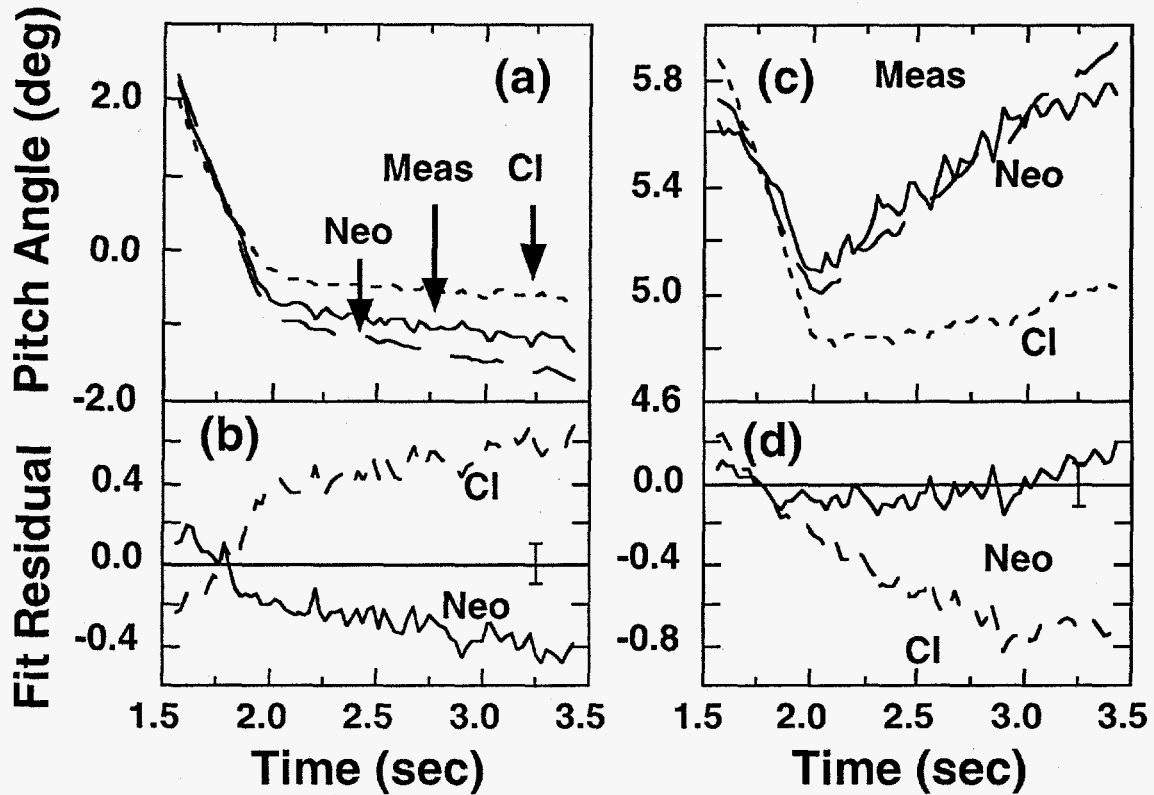 Pitch Angle (deg)
2.0
0.0
-2.0
(a)
Neo
Meas
Cl
Fit Residual
0.4
0.0
-0.4
(b)
Cl
Neo
1.5
2.0
2.5
3.0
3.5
Time (sec)
5.8
5.4
5.0
4.6
(c)
Meas
Neo
Cl
0.0
-0.4
-0.8
(d)
Neo
Cl
1.5
2.0
2.5
3.0
3.5
Time (sec)